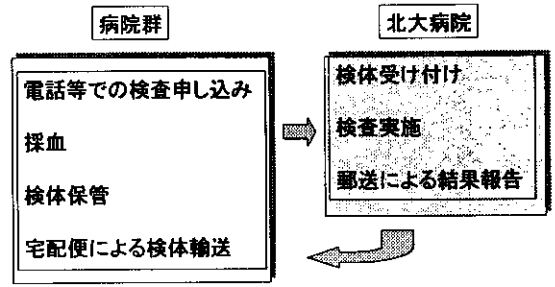 病院群
電話等での検査申し込み
採血
検体保管
宅配便による検体輸送
北大病院
検体受け付け
検査実施
郵送による結果報告